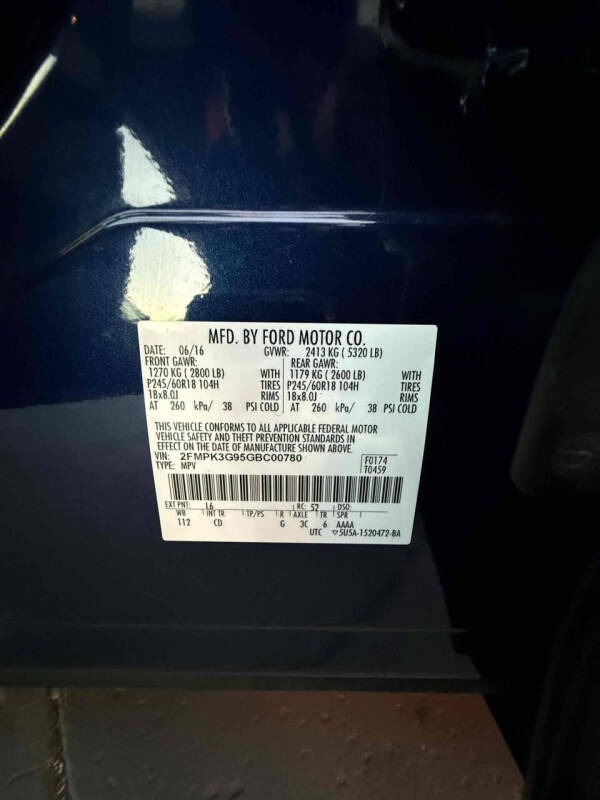 MFD. BY FORD MOTOR CO.
DATE: 06/16 GVWR: 2413 KG ( 5320 LB)
FRONT GAWR: REAR GAWR:
1270 KG ( 2800 LB) WITH 1179 KG ( 2600 LB) WITH
P245/60R18 104H TIRES P245/60R18 104H TIRES
18x8.0J RIMS 18x8.0J RIMS
AT 260 kPa/ 38 PSI COLD AT 260 kPa/ 38 PSI COLD
THIS VEHICLE CONFORMS TO ALL APPLICABLE FEDERAL MOTOR
VEHICLE SAFETY AND THEFT PREVENTION STANDARDS IN
EFFECT ON THE DATE OF MANUFACTURE SHOWN ABOVE.
VIN: 2FMPK3G95GBC00780 F0174
TYPE: MPV T0459
EXT PNT: L6 RC: 52 DSO:
WB INT TR TP/PS R AXLE TR SPR
112 CD G 3C 6 AAAA
UTC ▽5U5A-1520472-BA